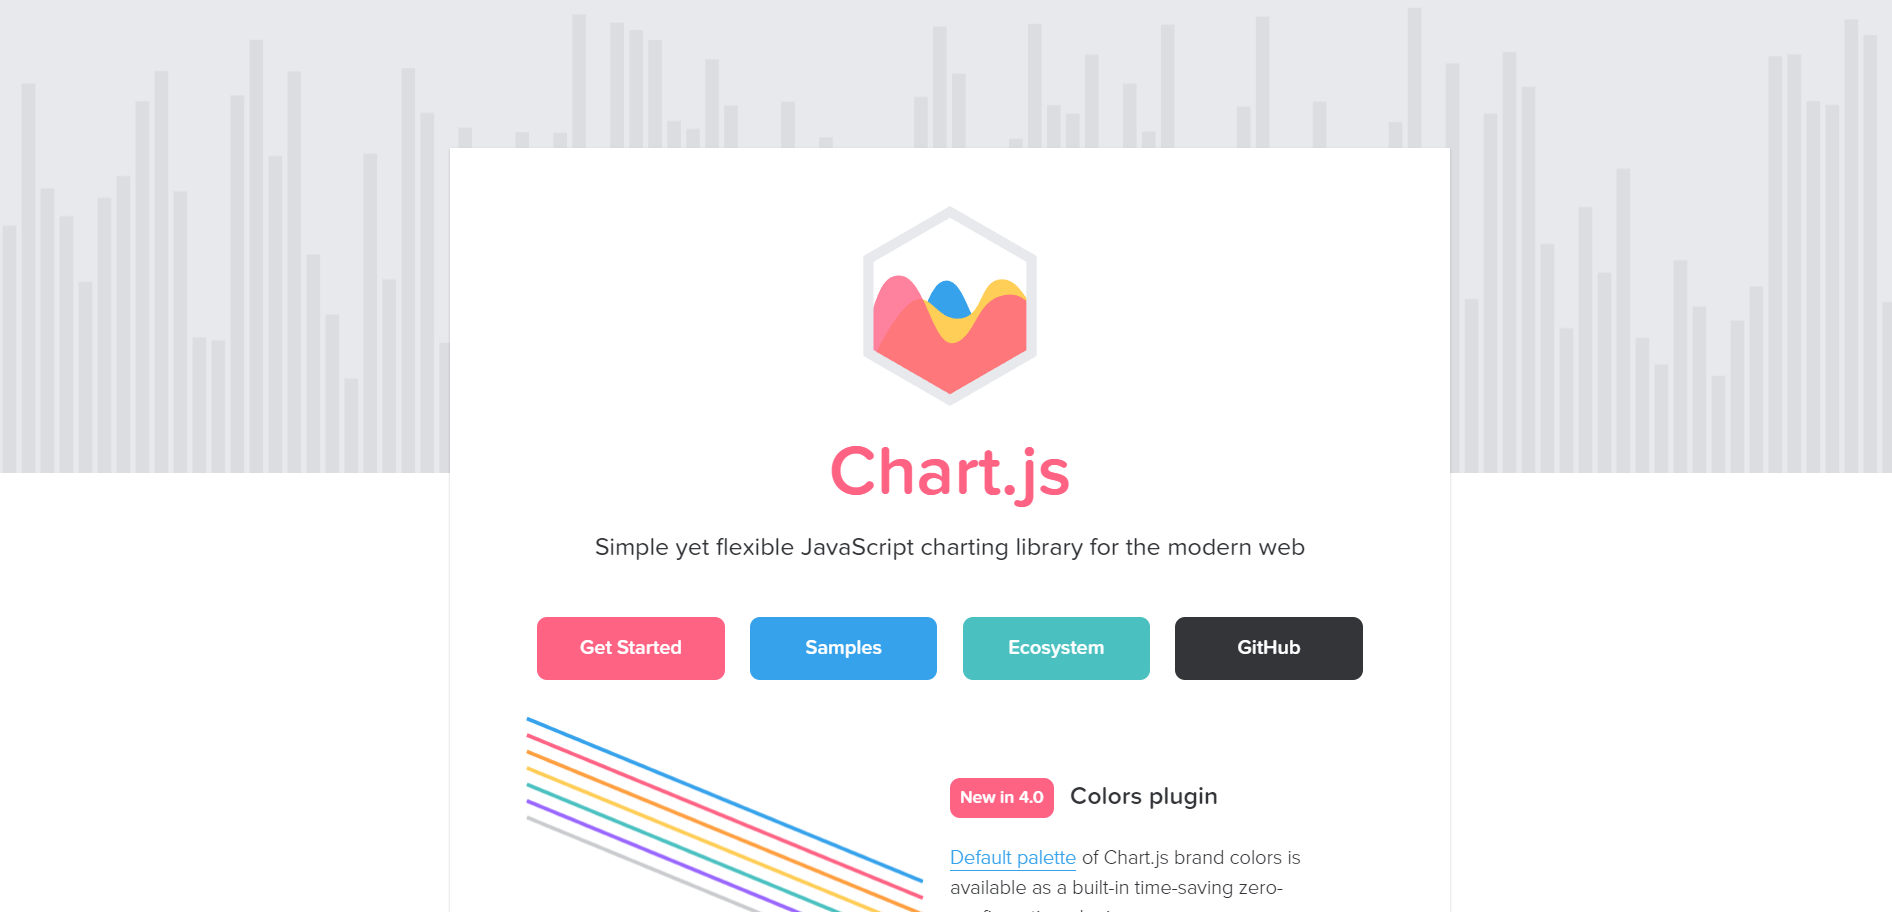 Chart.js
Simple yet flexible JavaScript charting library for the modern web
Get Started
Samples
Ecosystem
GitHub
New in 4.0
Colors plugin
Default palette of Chart.js brand colors is
available as a built-in time-saving zero-